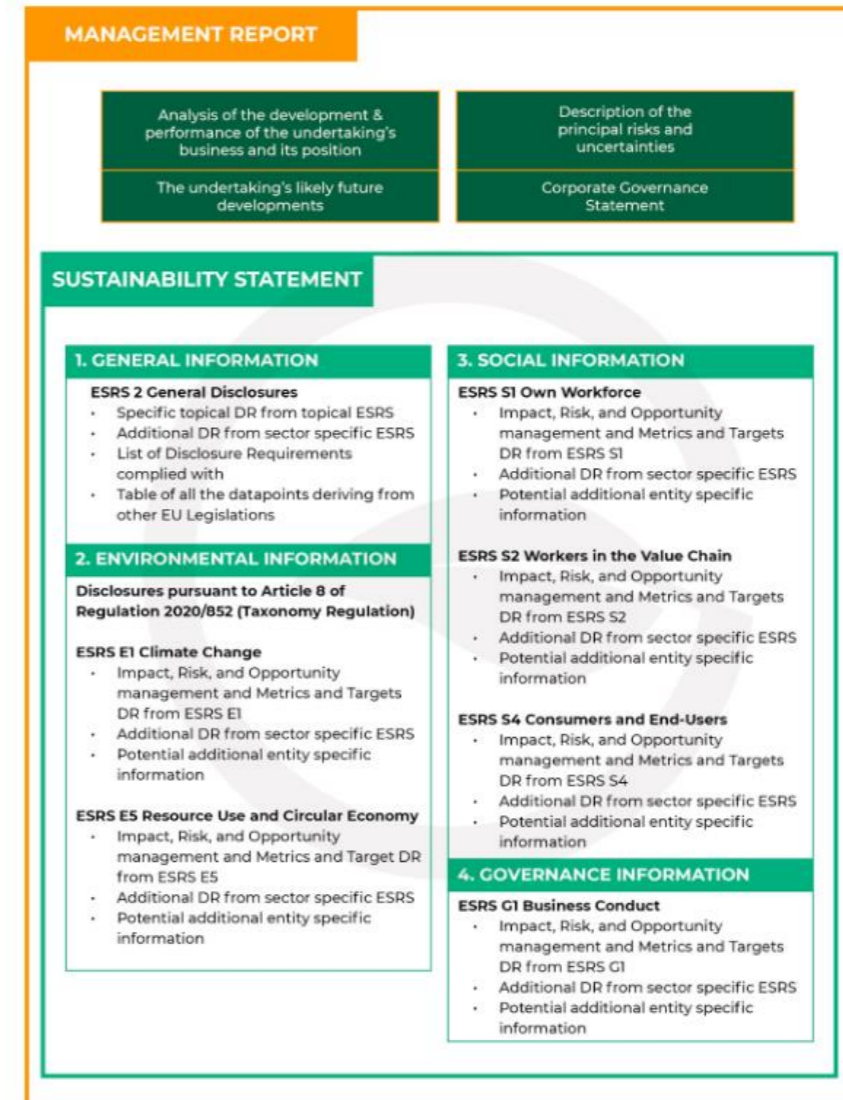 MANAGEMENT REPORT
Analysis of the development &
performance of the undertaking's
business and its position
Description of the
principal risks and
uncertainties
The undertaking's likely future
developments
Corporate Governance
Statement
SUSTAINABILITY STATEMENT
1. GENERAL INFORMATION
ESRS 2 General Disclosures
• Specific topical DR from topical ESRS
• Additional DR from sector specific ESRS
• List of Disclosure Requirements
complied with
• Table of all the datapoints deriving from
other EU Legislations
2. ENVIRONMENTAL INFORMATION
Disclosures pursuant to Article 8 of
Regulation 2020/852 (Taxonomy Regulation)
ESRS E1 Climate Change
• Impact, Risk, and Opportunity
management and Metrics and Targets
DR from ESRS E1
• Additional DR from sector specific ESRS
• Potential additional entity specific
information
ESRS E5 Resource Use and Circular Economy
• Impact, Risk, and Opportunity
management and Metrics and Target DR
from ESRS E5
• Additional DR from sector specific ESRS
• Potential additional entity specific
information
3. SOCIAL INFORMATION
ESRS S1 Own Workforce
• Impact, Risk, and Opportunity
management and Metrics and Targets
DR from ESRS S1
• Additional DR from sector specific ESRS
• Potential additional entity specific
information
ESRS S2 Workers in the Value Chain
• Impact, Risk, and Opportunity
management and Metrics and Targets
DR from ESRS S2
• Additional DR from sector specific ESRS
• Potential additional entity specific
information
ESRS S4 Consumers and End-Users
• Impact, Risk, and Opportunity
management and Metrics and Targets
DR from ESRS S4
• Additional DR from sector specific ESRS
• Potential additional entity specific
information
4. GOVERNANCE INFORMATION
ESRS G1 Business Conduct
• Impact, Risk, and Opportunity
management and Metrics and Targets
DR from ESRS G1
• Additional DR from sector specific ESRS
• Potential additional entity specific
information